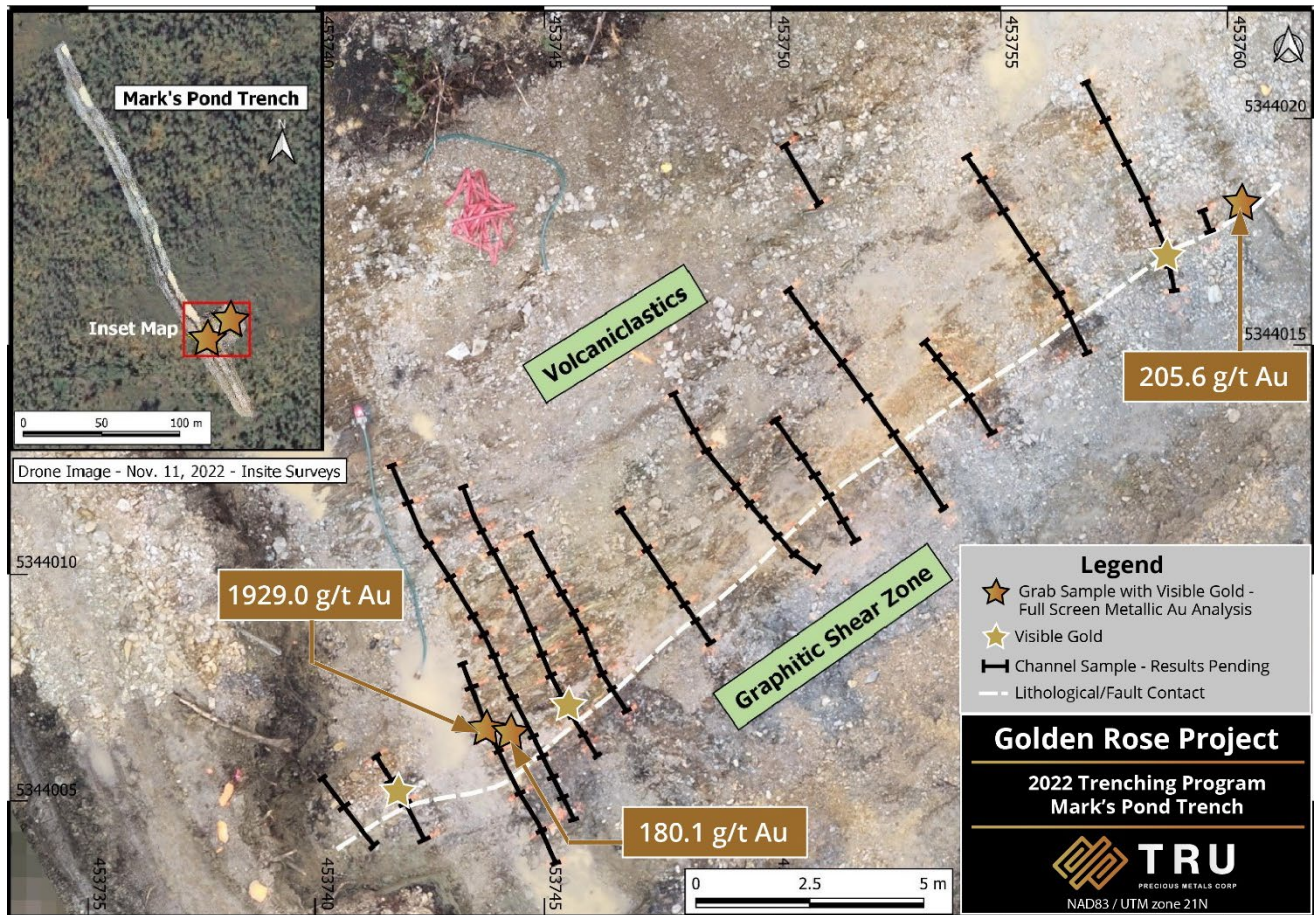 453740
453745
453750
453755
453760
Mark's Pond Trench
N
5344020
Inset Map
Volcaniclastics
5344015
205.6 g/t Au
0 50 100 m
Drone Image - Nov. 11, 2022 - Insite Surveys
5344010
1929.0 g/t Au
Graphitic Shear Zone
Legend
Grab Sample with Visible Gold -
Full Screen Metallic Au Analysis
Visible Gold
Channel Sample - Results Pending
Lithological/Fault Contact
5344005
180.1 g/t Au
Golden Rose Project
2022 Trenching Program
Mark's Pond Trench
TRU
PRECIOUS METALS CORP
NAD83 / UTM zone 21N
0 2.5 5 m
453735
453740
453745